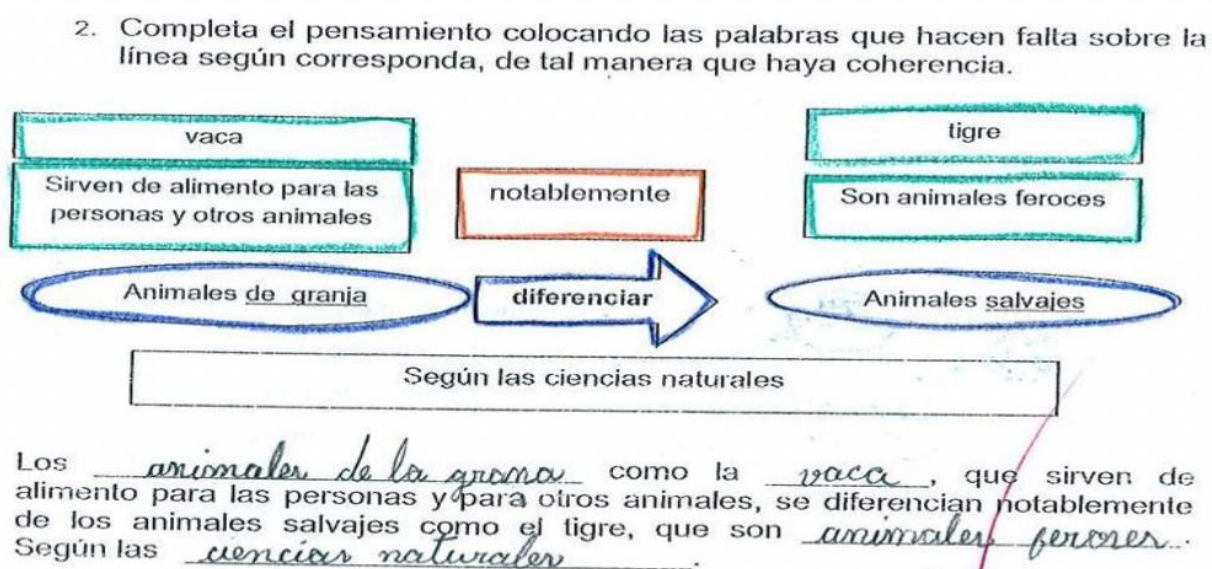 2. Completa el pensamiento colocando las palabras que hacen falta sobre la
línea según corresponda, de tal manera que haya coherencia.
vaca
tigre
Sirven de alimento para las
personas y otros animales
notablemente
Son animales feroces
Animales de granja
diferenciar
Animales salvajes
Según las ciencias naturales
Los animales de la grana como la vaca, que sirven de
alimento para las personas y para otros animales, se diferencian notablemente
de los animales salvajes como el tigre, que son animales feroces.
Según las ciencias naturales.